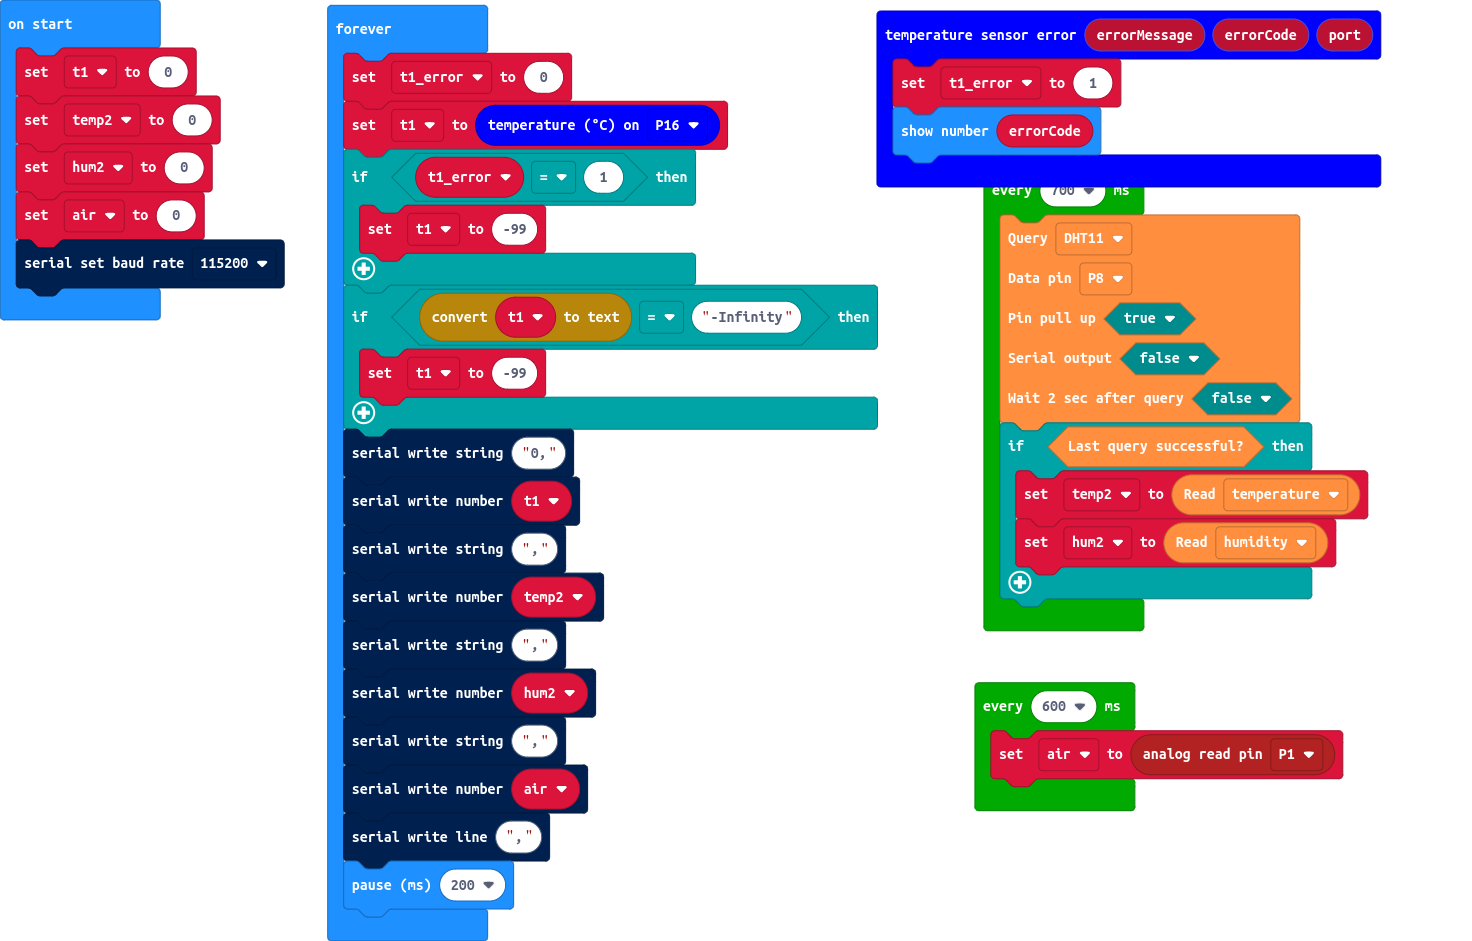 on start
set t1 to 0
set temp2 to 0
set hum2 to 0
set air to 0
serial set baud rate 115200
forever
set t1_error to 0
set t1 to temperature (°C) on P16
if t1_error = 1 then
set t1 to -99
if convert t1 to text = "-Infinity" then
set t1 to -99
serial write string "0,"
serial write number t1
serial write string ","
serial write number temp2
serial write string ","
serial write number hum2
serial write string ","
serial write number air
serial write line ","
pause (ms) 200
temperature sensor error errorMessage errorCode port
set t1_error to 1
show number errorCode
every 700 ms
Query DHT11
Data pin P8
Pin pull up true
Serial output false
Wait 2 sec after query false
if Last query successful? then
set temp2 to Read temperature
set hum2 to Read humidity
every 600 ms
set air to analog read pin P1